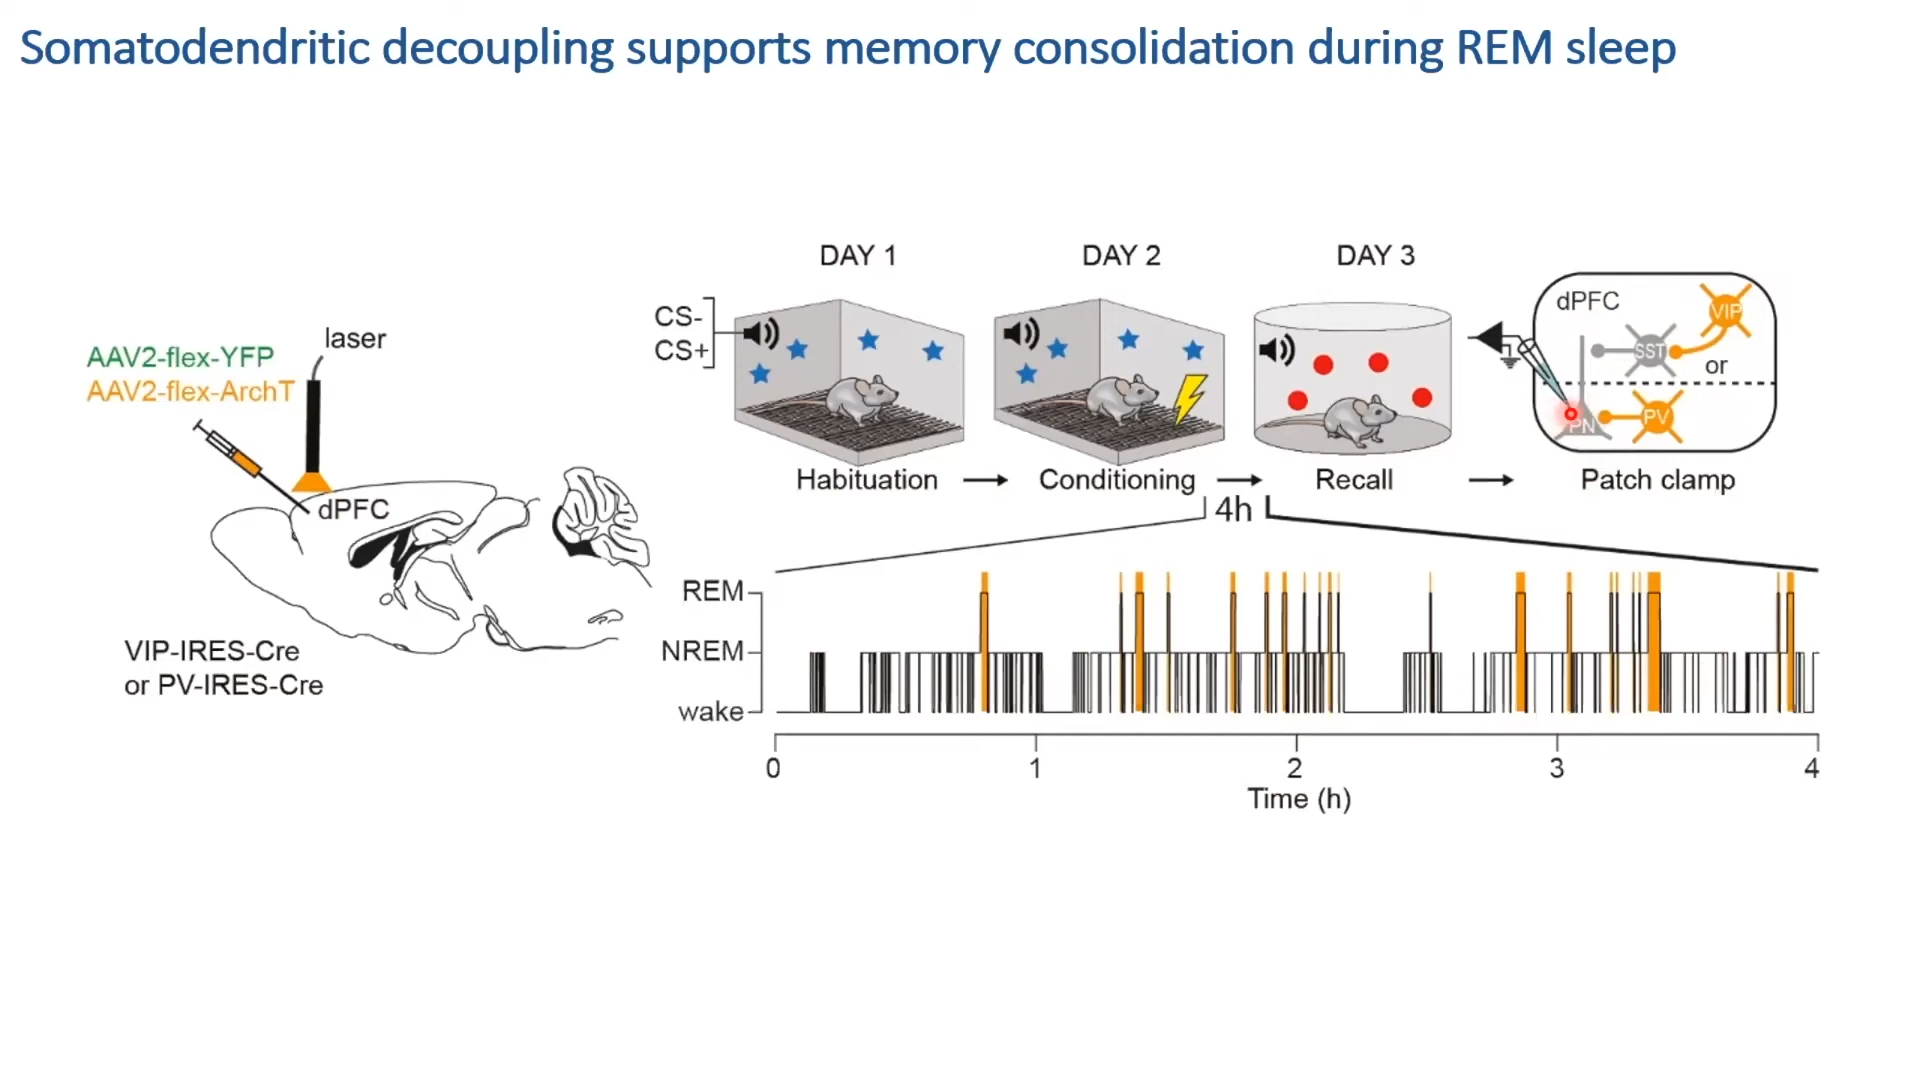 Somatodendritic decoupling supports memory consolidation during REM sleep
AAV2-flex-YFP
AAV2-flex-ArchT
laser
dPFC
VIP-IRES-Cre
or PV-IRES-Cre
DAY 1
DAY 2
DAY 3
CS-
CS+
Habituation
Conditioning
Recall
Patch clamp
dPFC
VIP
SST
or
PV
PN
4h
REM
NREM
wake
0
1
2
3
4
Time (h)